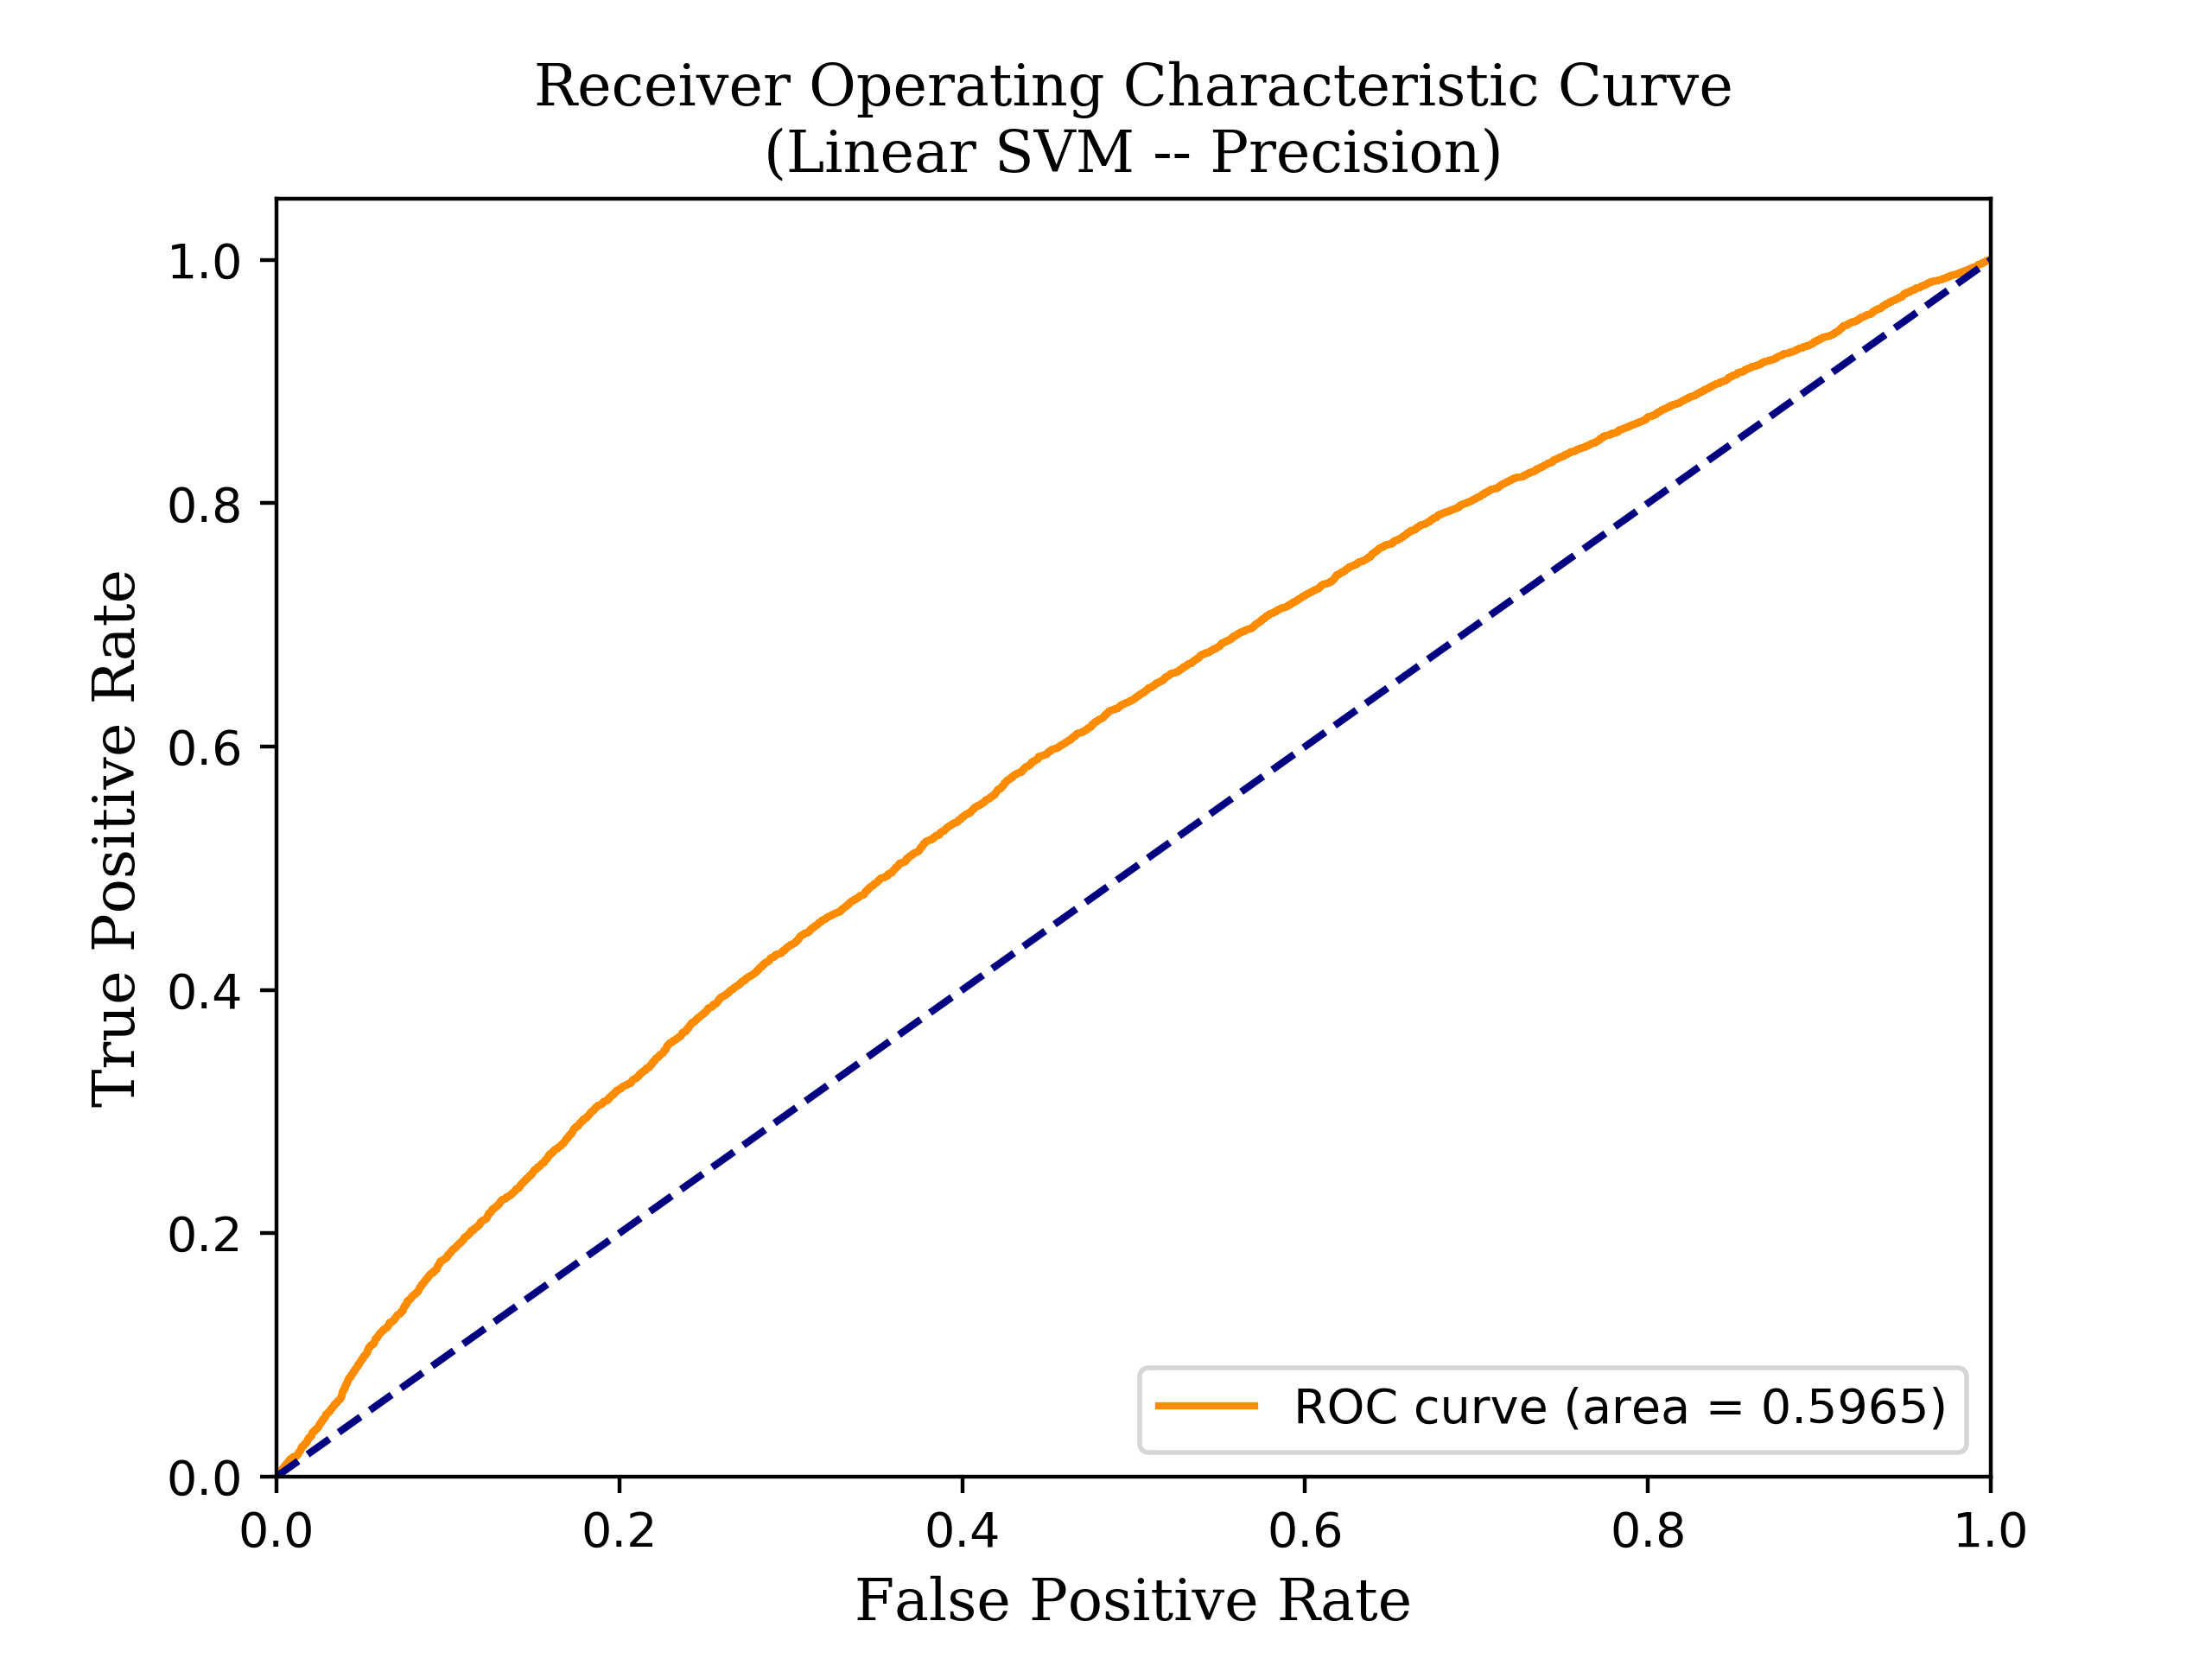 Receiver Operating Characteristic Curve
(Linear SVM -- Precision)
True Positive Rate
1.0
0.8
0.6
0.4
0.2
0.0
ROC curve (area = 0.5965)
0.0 0.2 0.4 0.6 0.8 1.0
False Positive Rate